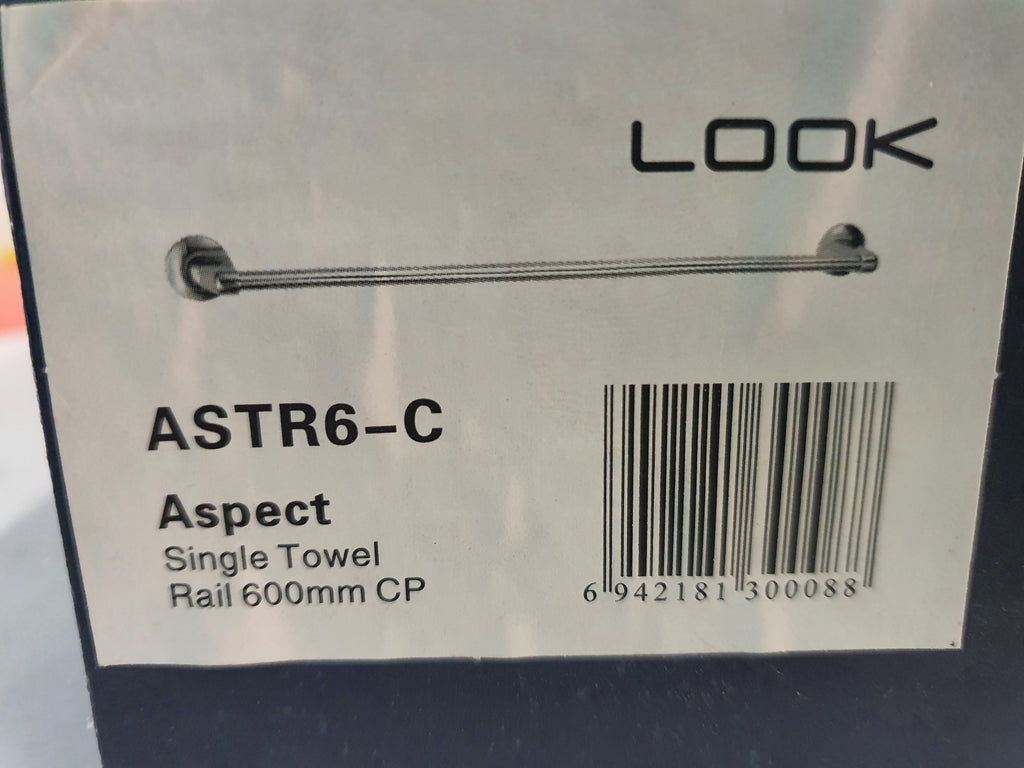 LOOK
ASTR6-C
Aspect
Single Towel
Rail 600mm CP
6 942181 300088